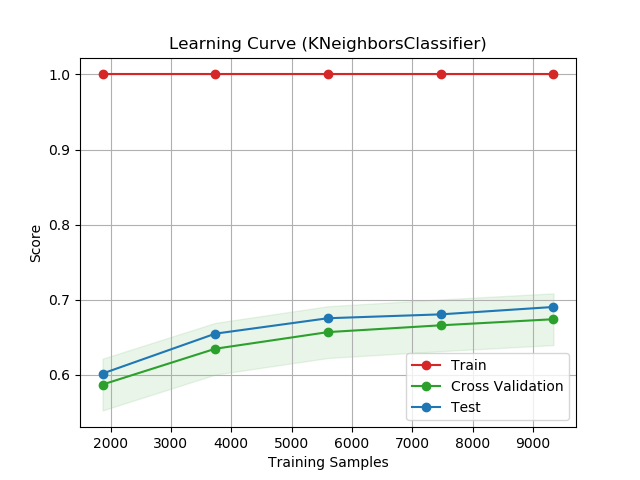 Learning Curve (KNeighborsClassifier)
1.0
0.9
0.8
0.7
0.6
Score
2000 3000 4000 5000 6000 7000 8000 9000
Training Samples
Train
Cross Validation
Test